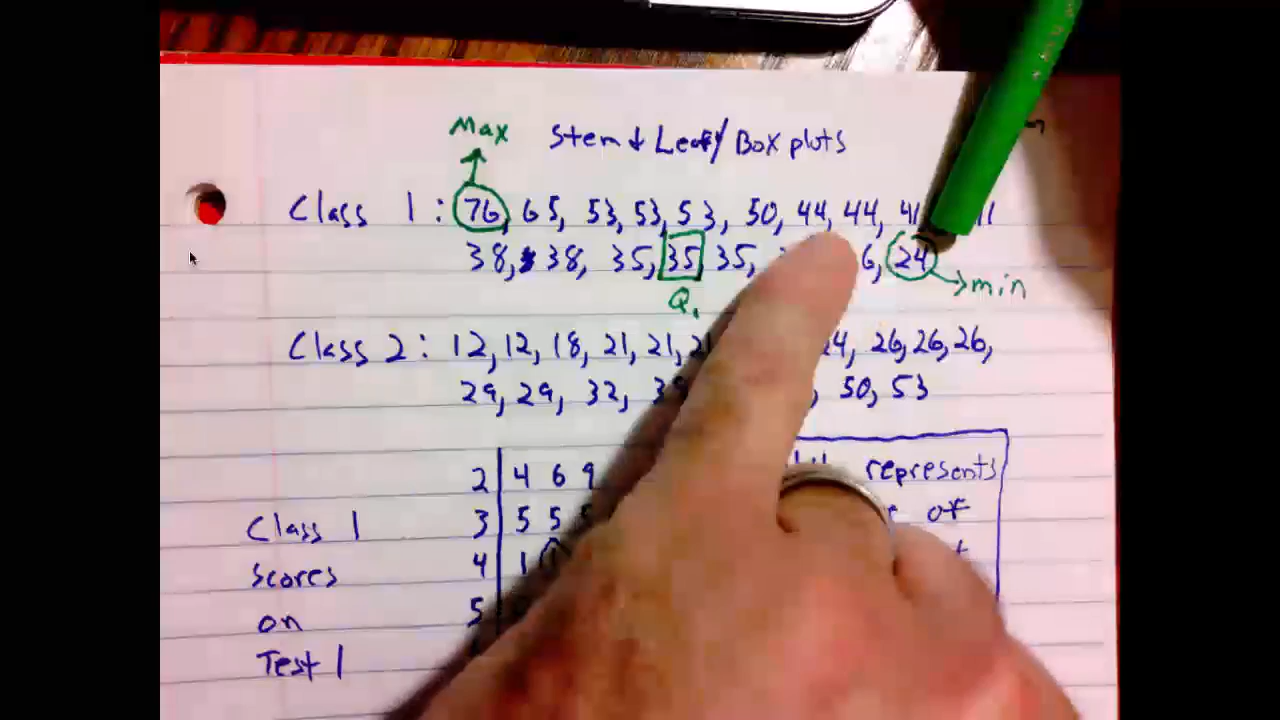 Max
Stem & Leaf/Box plots
Class 1: 76, 65, 53, 53, 53, 50, 44, 44, 41
38, 38, 35, 35, 35, 24
min
Q1
Class 2: 12, 12, 18, 21, 21, 26, 26, 26,
29, 29, 32, 50, 53
2 | 4 6 9 represents
Class 1 3 | 5 5 of
Scores 4 | 1
on 5
Test 1